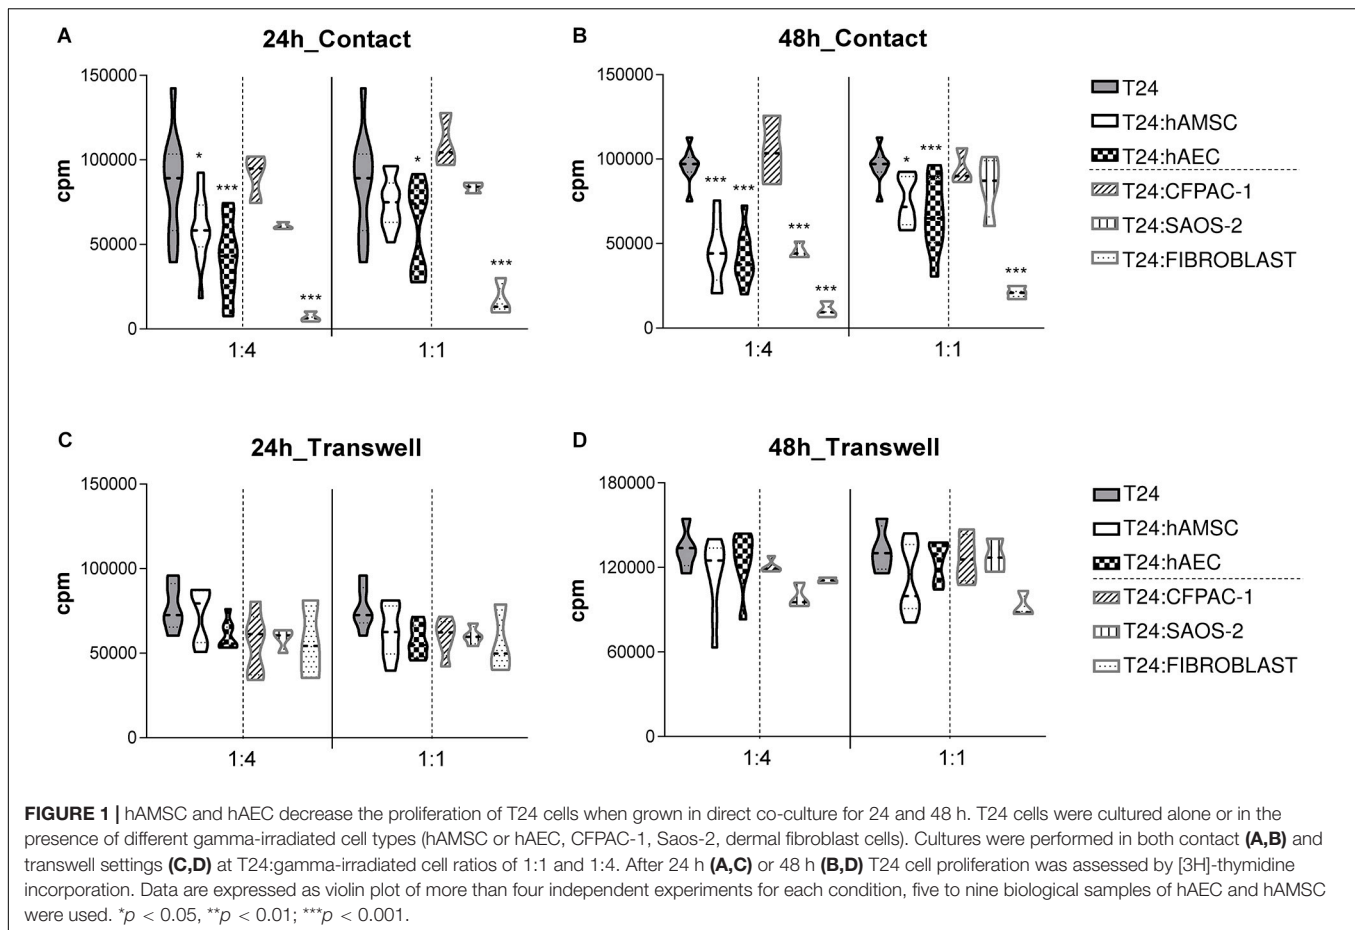 A
24h_Contact
150000
100000
50000
0
cpm
*
***
***
*
***
1:4
1:1
B
48h_Contact
150000
100000
50000
0
cpm
***
***
***
***
*
***
***
1:4
1:1
T24
T24:hAMSC
T24:hAEC
T24:CFPAC-1
T24:SAOS-2
T24:FIBROBLAST
C
24h_Transwell
150000
100000
50000
0
cpm
1:4
1:1
D
48h_Transwell
180000
120000
60000
0
cpm
1:4
1:1
T24
T24:hAMSC
T24:hAEC
T24:CFPAC-1
T24:SAOS-2
T24:FIBROBLAST
FIGURE 1 | hAMSC and hAEC decrease the proliferation of T24 cells when grown in direct co-culture for 24 and 48 h. T24 cells were cultured alone or in the
presence of different gamma-irradiated cell types (hAMSC or hAEC, CFPAC-1, Saos-2, dermal fibroblast cells). Cultures were performed in both contact (A,B) and
transwell settings (C,D) at T24:gamma-irradiated cell ratios of 1:1 and 1:4. After 24 h (A,C) or 48 h (B,D) T24 cell proliferation was assessed by [3H]-thymidine
incorporation. Data are expressed as violin plot of more than four independent experiments for each condition, five to nine biological samples of hAEC and hAMSC
were used. *p < 0.05, **p < 0.01; ***p < 0.001.